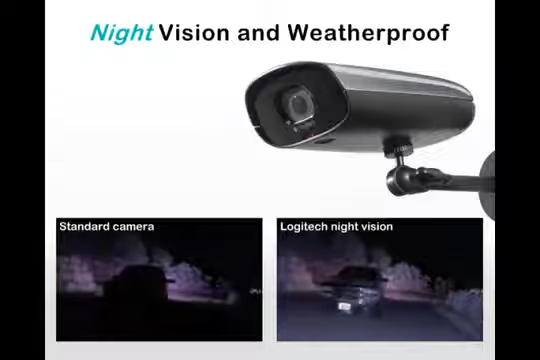 Night Vision and Weatherproof
Standard camera
Logitech night vision